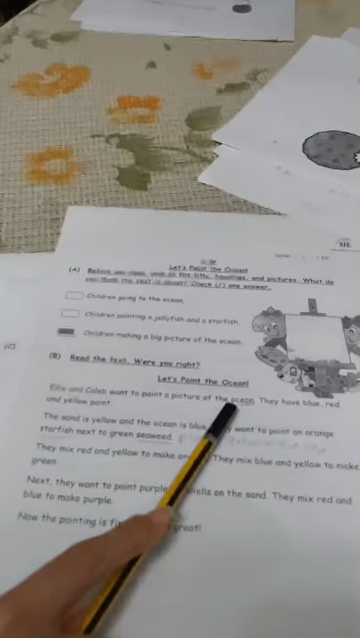 Let's Paint the Ocean!
(A) Before you read, look at the title, headings, and pictures. What do
you think the text is about? Check (✓) one answer.
Children going to the ocean.
Children painting a jellyfish and a starfish.
Children making a big picture of the ocean.
(B) Read the text. Were you right?
Let's Paint the Ocean!
and Caleb want to paint a picture of the ocean. They have blue, red,
and yellow paint.
The sand is yellow and the ocean is blue. want to paint an orange
starfish next to green seaweed.
They mix red and yellow to make They mix blue and yellow to make
green.
Next, they want to paint purple shells on the sand. They mix red and
blue to make purple.
Now the painting is great!
(C)